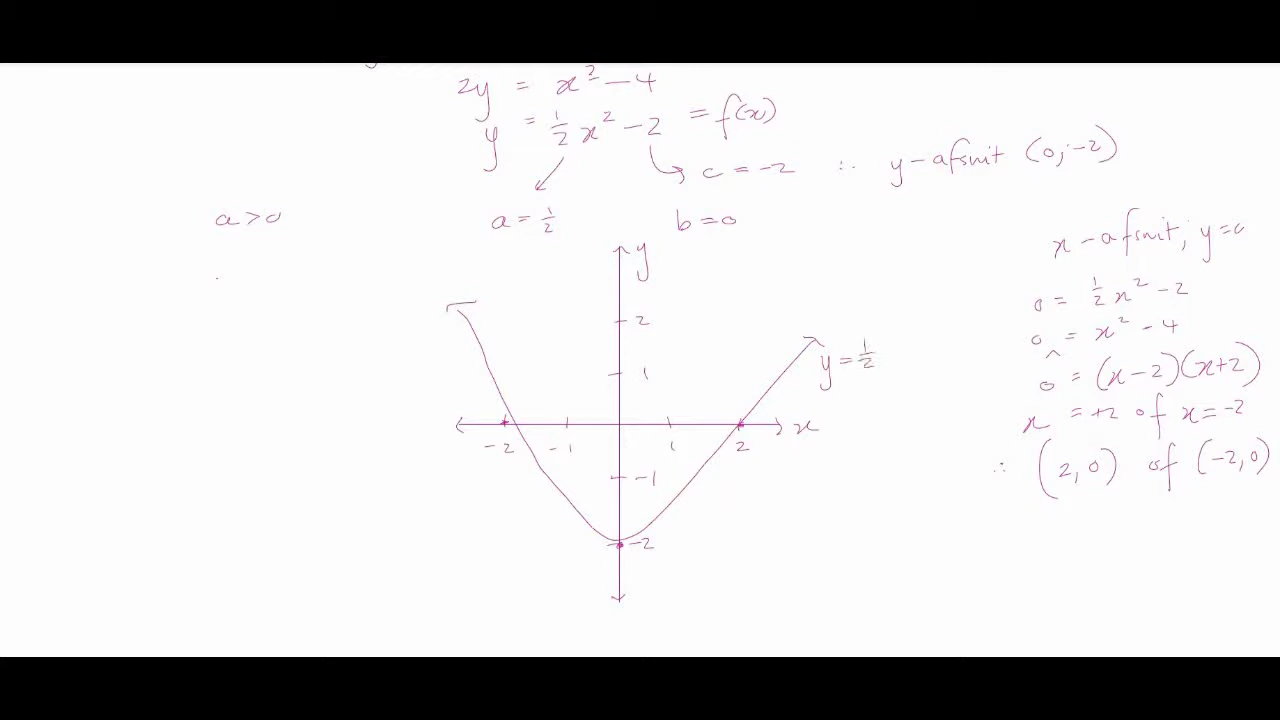 2y = x² - 4
y = ½x² - 2 = f(x)
c = -2 ∴ y-afsnit (0,-2)
a > 0
a = ½ b = 0
x-afsnit, y=0
0 = ½x² - 2
0 = x² - 4
0 = (x-2)(x+2)
x = +2 of x = -2
∴ (2,0) of (-2,0)
y
2
1
y = ½
-2 -1 1 2 x
-1
-2